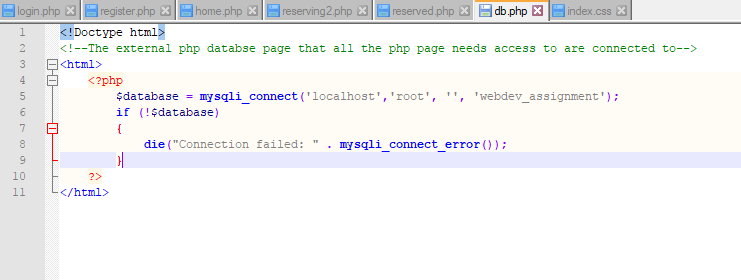 login.php register.php home.php reserving2.php reserved.php db.php index.css
1 <!Doctype html>
2 <!--The external php databse page that all the php page needs access to are connected to-->
3 <html>
4 <?php
5 $database = mysqli_connect('localhost','root', '', 'webdev_assignment');
6 if (!$database)
7 {
8 die("Connection failed: " . mysqli_connect_error());
9 }
10 ?>
11 </html>